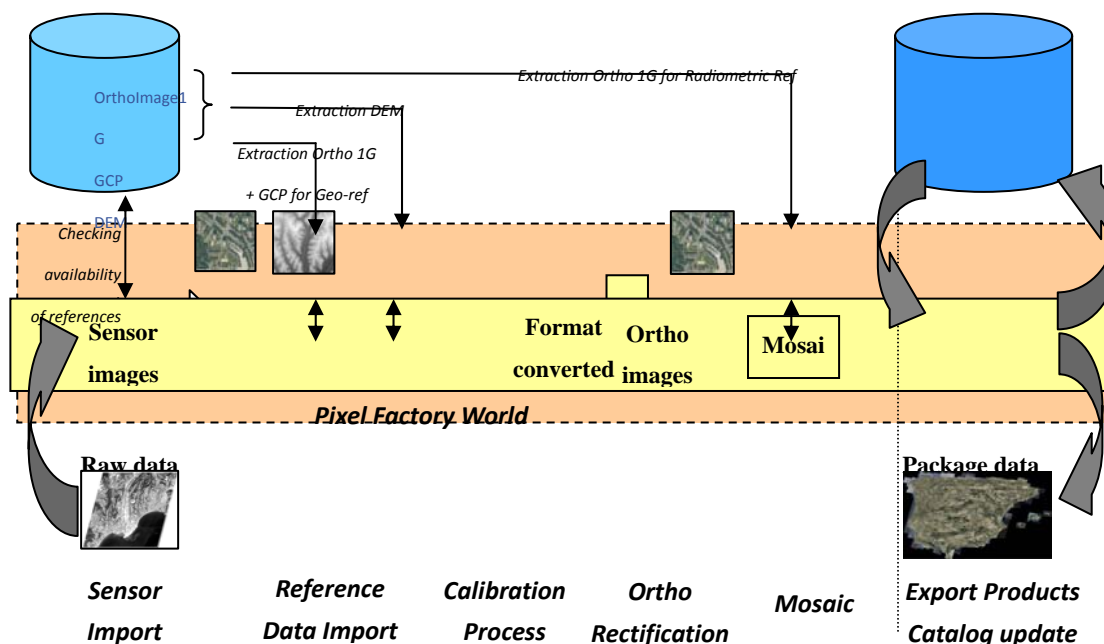 Extraction Ortho 1G for Radiometric Ref
OrthoImage1
G
GCP
DEM
Extraction DEM
Extraction Ortho 1G
+ GCP for Geo-ref
Checking
availability
of references
Sensor
images
Format
converted
Ortho
images
Mosai
Pixel Factory World
Raw data
Package data
Sensor
Import
Reference
Data Import
Calibration
Process
Ortho
Rectification
Mosaic
Export Products
Catalog update